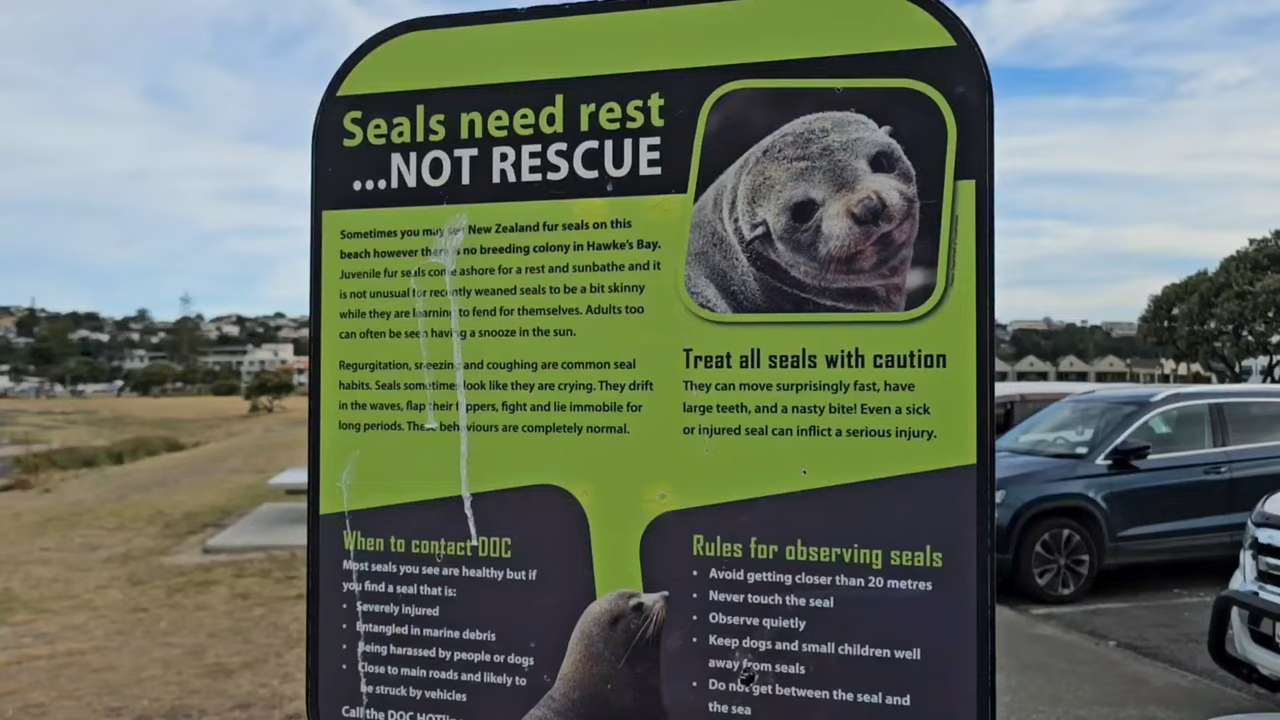 Seals need rest
...NOT RESCUE
Sometimes you may see New Zealand fur seals on this
beach however there is no breeding colony in Hawke's Bay.
Juvenile fur seals come ashore for a rest and sunbathe and it
is not unusual for recently weaned seals to be a bit skinny
while they are learning to fend for themselves. Adults too
can often be seen having a snooze in the sun.
Regurgitation, sneezing and coughing are common seal
habits. Seals sometimes look like they are crying. They drift
in the waves, flap their flippers, fight and lie immobile for
long periods. These behaviours are completely normal.
Treat all seals with caution
They can move surprisingly fast, have
large teeth, and a nasty bite! Even a sick
or injured seal can inflict a serious injury.
When to contact DOC
Most seals you see are healthy but if
you find a seal that is:
• Severely injured
• Entangled in marine debris
• Being harassed by people or dogs
• Close to main roads and likely to
be struck by vehicles
Call the DOC HOTline
Rules for observing seals
• Avoid getting closer than 20 metres
• Never touch the seal
• Observe quietly
• Keep dogs and small children well
away from seals
• Do not get between the seal and
the sea